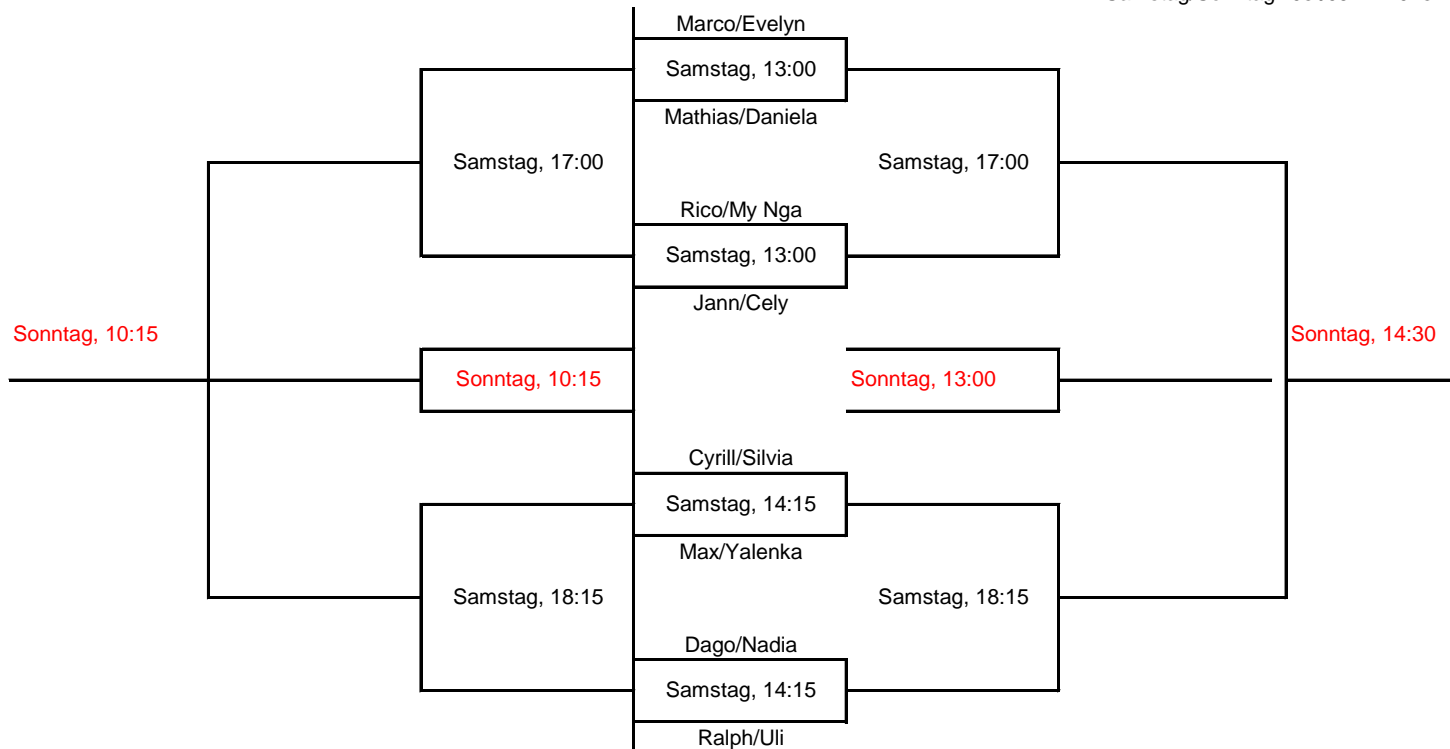 Marco/Evelyn
Samstag, 13:00
Mathias/Daniela
Samstag, 17:00
Samstag, 17:00
Rico/My Nga
Samstag, 13:00
Jann/Cely
Sonntag, 10:15
Sonntag, 14:30
Sonntag, 10:15
Sonntag, 13:00
Cyrill/Silvia
Samstag, 14:15
Max/Yalenka
Samstag, 18:15
Samstag, 18:15
Dago/Nadia
Samstag, 14:15
Ralph/Uli